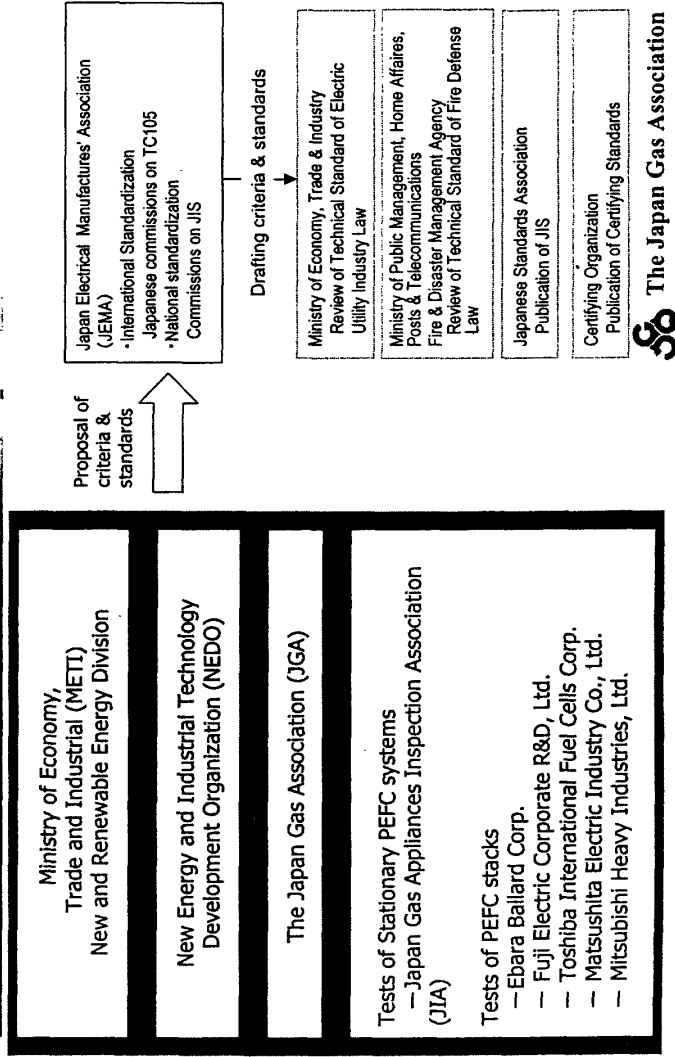 Ministry of Economy,
Trade and Industrial (METI)
New and Renewable Energy Division
New Energy and Industrial Technology
Development Organization (NEDO)
The Japan Gas Association (JGA)
Tests of Stationary PEFC systems
— Japan Gas Appliances Inspection Association
(JIA)
Tests of PEFC stacks
— Ebara Ballard Corp.
— Fuji Electric Corporate R&D, Ltd.
— Toshiba International Fuel Cells Corp.
— Matsushita Electric Industry Co., Ltd.
— Mitsubishi Heavy Industries, Ltd.
Proposal of
criteria &
standards
Japan Electrical Manufactures' Association
(JEMA)
・International Standardization
Japanese commissions on TC105
・National standardization
Commissions on JIS
Drafting criteria & standards
Ministry of Economy, Trade & Industry
Review of Technical Standard of Electric
Utility Industry Law
Ministry of Public Management, Home Affaires,
Posts & Telecommunications
Fire & Disaster Management Agency
Review of Technical Standard of Fire Defense
Law
Japanese Standards Association
Publication of JIS
Certifying Organization
Publication of Certifying Standards
The Japan Gas Association